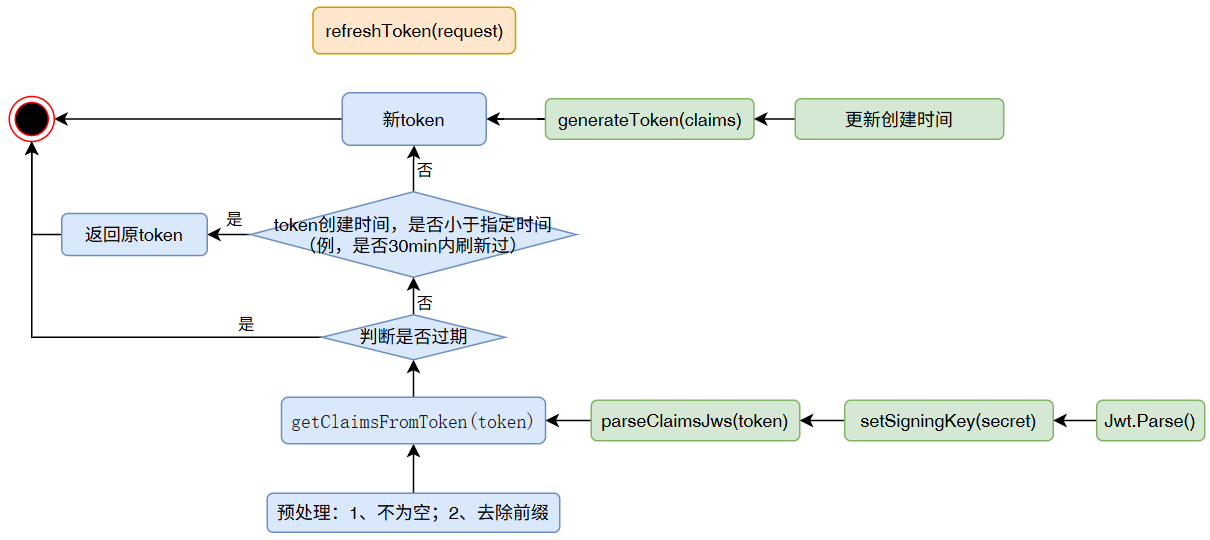 refreshToken(request)
新token
generateToken(claims)
更新创建时间
否
token创建时间，是否小于指定时间
（例，是否30min内刷新过）
是
返回原token
否
判断是否过期
是
getClaimsFromToken(token)
parseClaimsJws(token)
setSigningKey(secret)
Jwt.Parse()
预处理：1、不为空；2、去除前缀